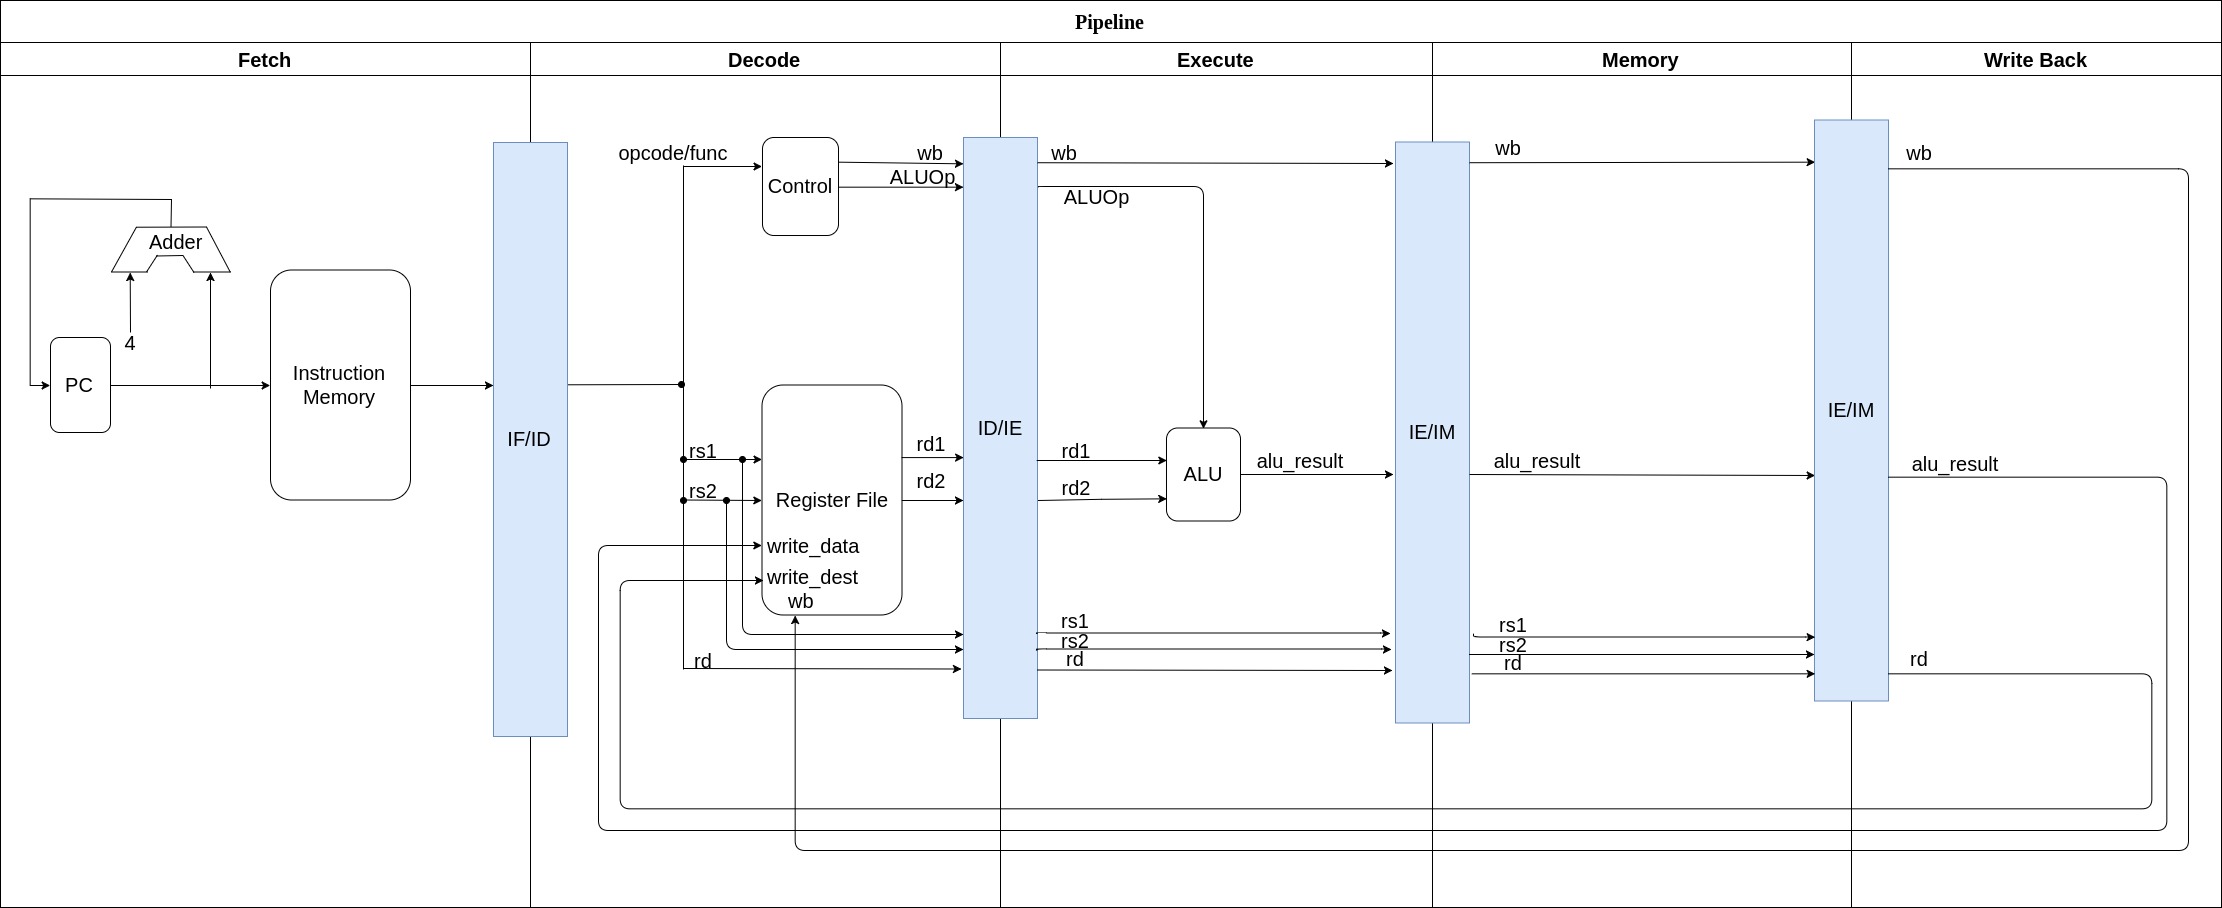 Pipeline
Fetch
Decode
Execute
Memory
Write Back
Adder
4
PC
Instruction
Memory
IF/ID
opcode/func
Control
wb
ALUOp
rs1
rs2
Register File
write_data
write_dest
wb
rd1
rd2
rd
ID/IE
wb
ALUOp
rd1
rd2
ALU
alu_result
rs1
rs2
rd
IE/IM
wb
alu_result
rs1
rs2
rd
IE/IM
wb
alu_result
rd